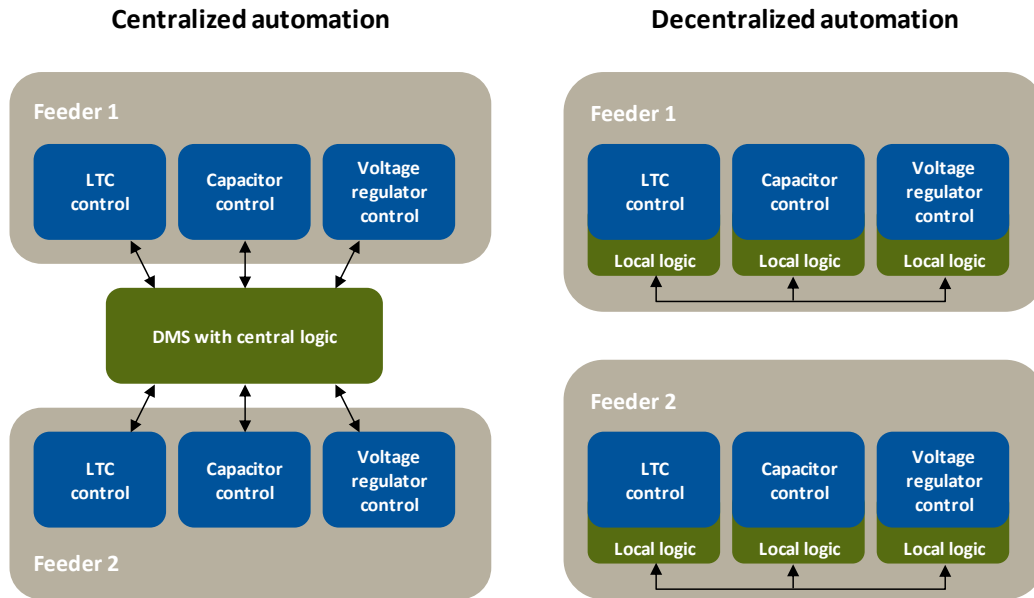 Centralized automation
Feeder 1
LTC
control
Capacitor
control
Voltage
regulator
control
DMS with central logic
LTC
control
Capacitor
control
Voltage
regulator
control
Feeder 2
Decentralized automation
Feeder 1
LTC
control
Capacitor
control
Voltage
regulator
control
Local logic
Local logic
Local logic
Feeder 2
LTC
control
Capacitor
control
Voltage
regulator
control
Local logic
Local logic
Local logic